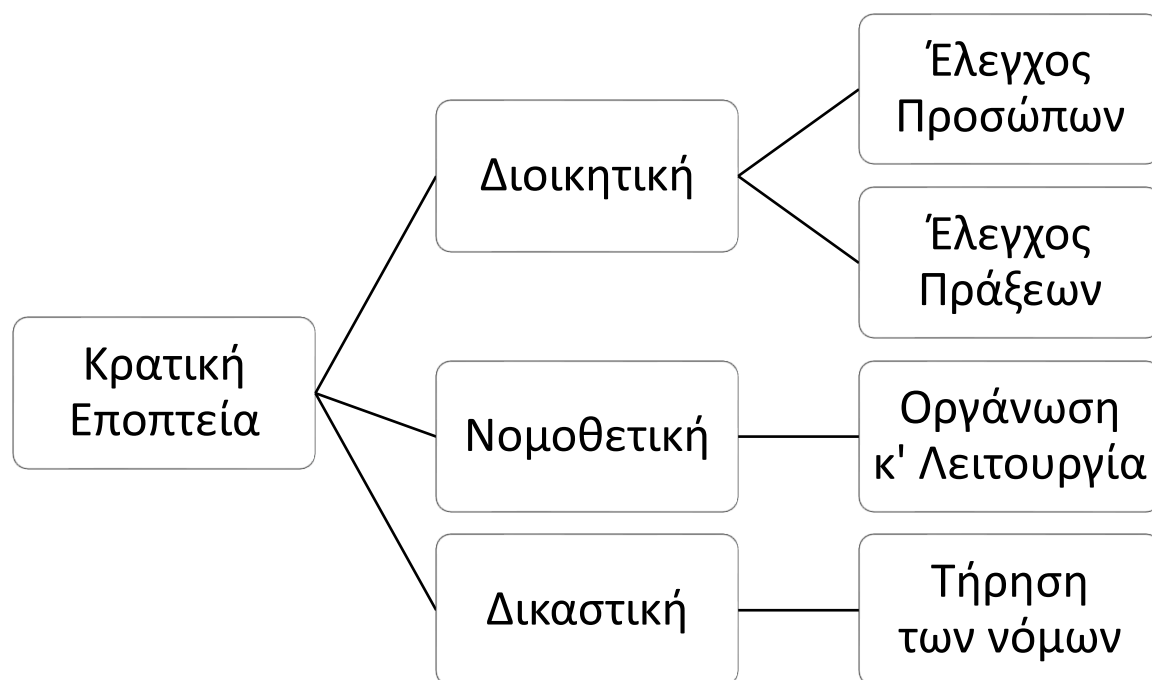 Κρατική
Εποπτεία
Διοικητική
Έλεγχος
Προσώπων
Έλεγχος
Πράξεων
Νομοθετική
Οργάνωση
κ' Λειτουργία
Δικαστική
Τήρηση
των νόμων